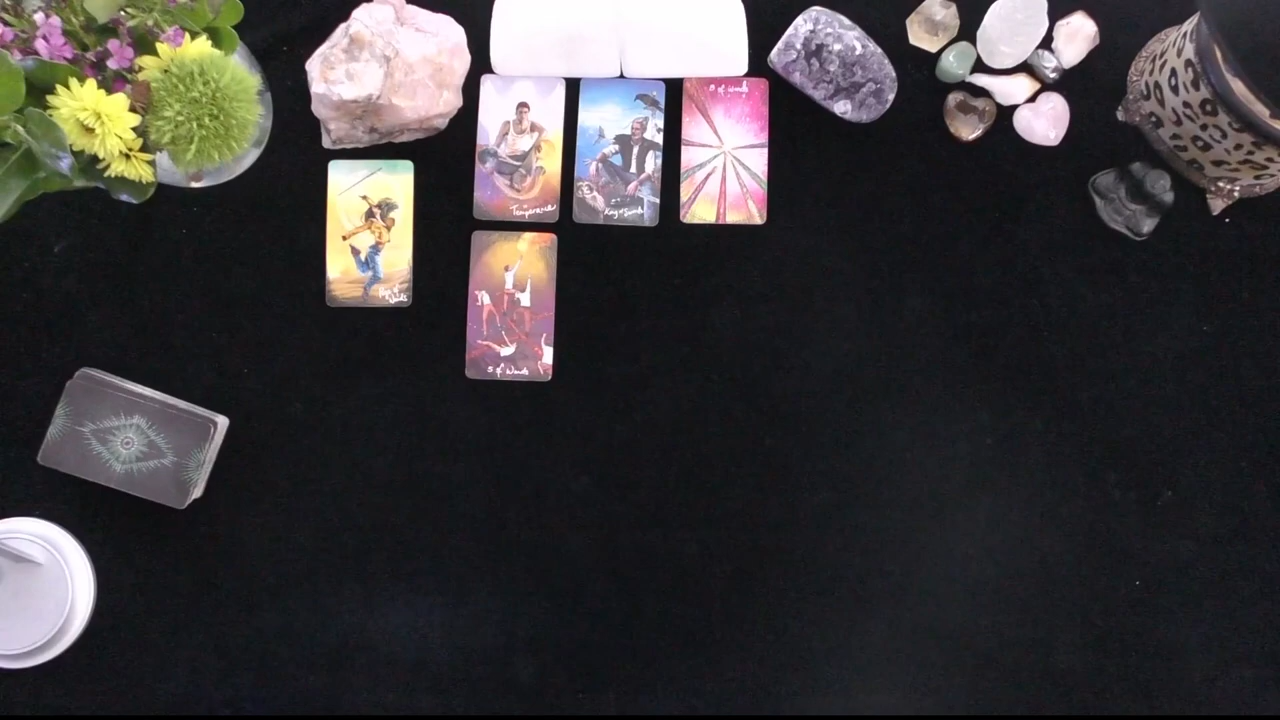 Temperance
King of Swords
8 of Wands
Page of
Wands
5 of Wands